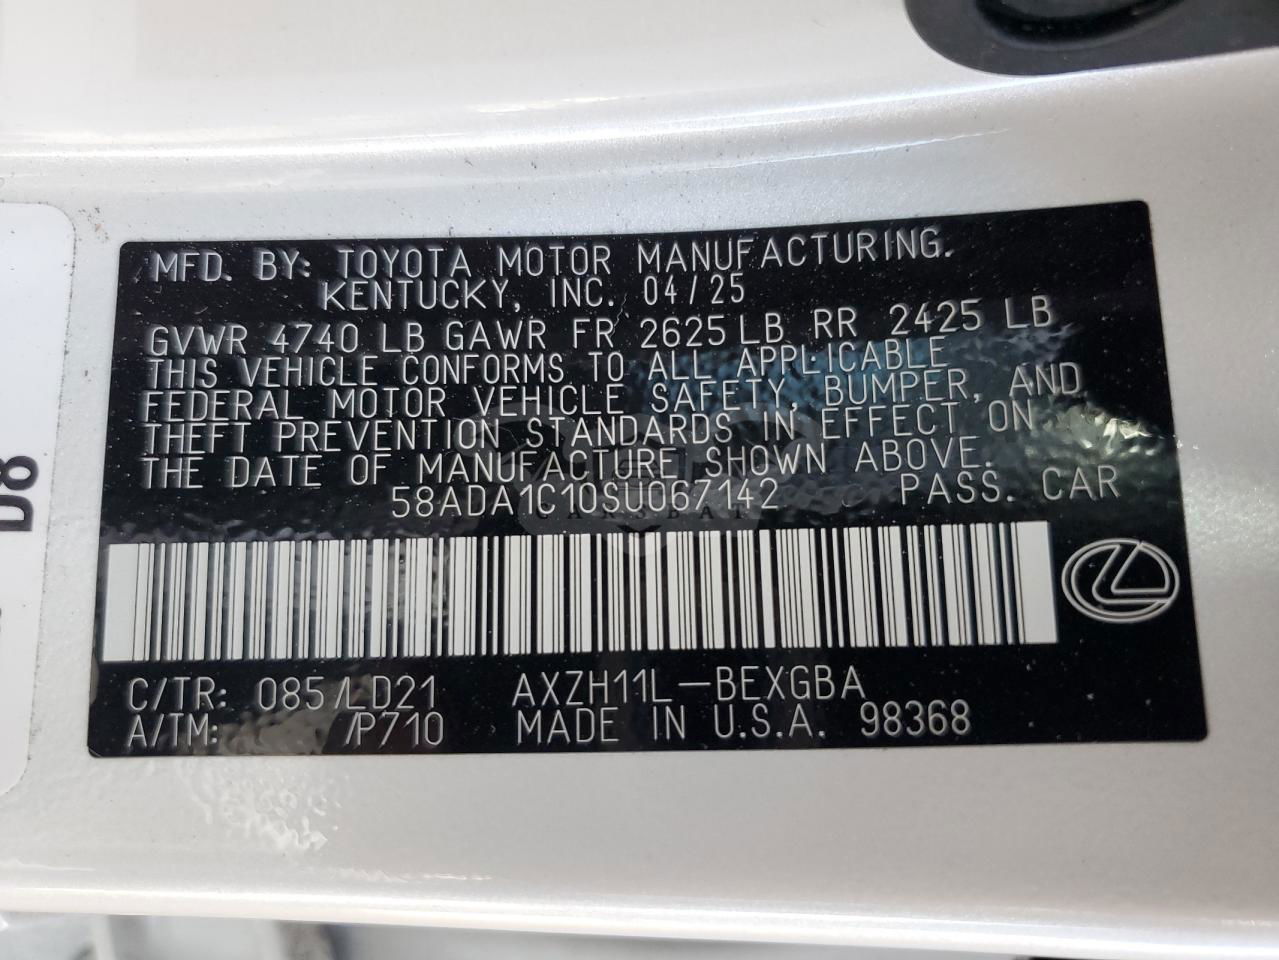 MFD. BY: TOYOTA MOTOR MANUFACTURING.
KENTUCKY, INC. 04/25
GVWR 4740 LB GAWR FR 2625 LB RR 2425 LB
THIS VEHICLE CONFORMS TO ALL APPLICABLE
FEDERAL MOTOR VEHICLE SAFETY, BUMPER, AND
THEFT PREVENTION STANDARDS IN EFFECT ON
THE DATE OF MANUFACTURE SHOWN ABOVE.
58ADA1C10SU067142 PASS. CAR
C/TR: 085/LD21 AXZH11L-BEXGBA
A/TM: /P710 MADE IN U.S.A. 98368
D8